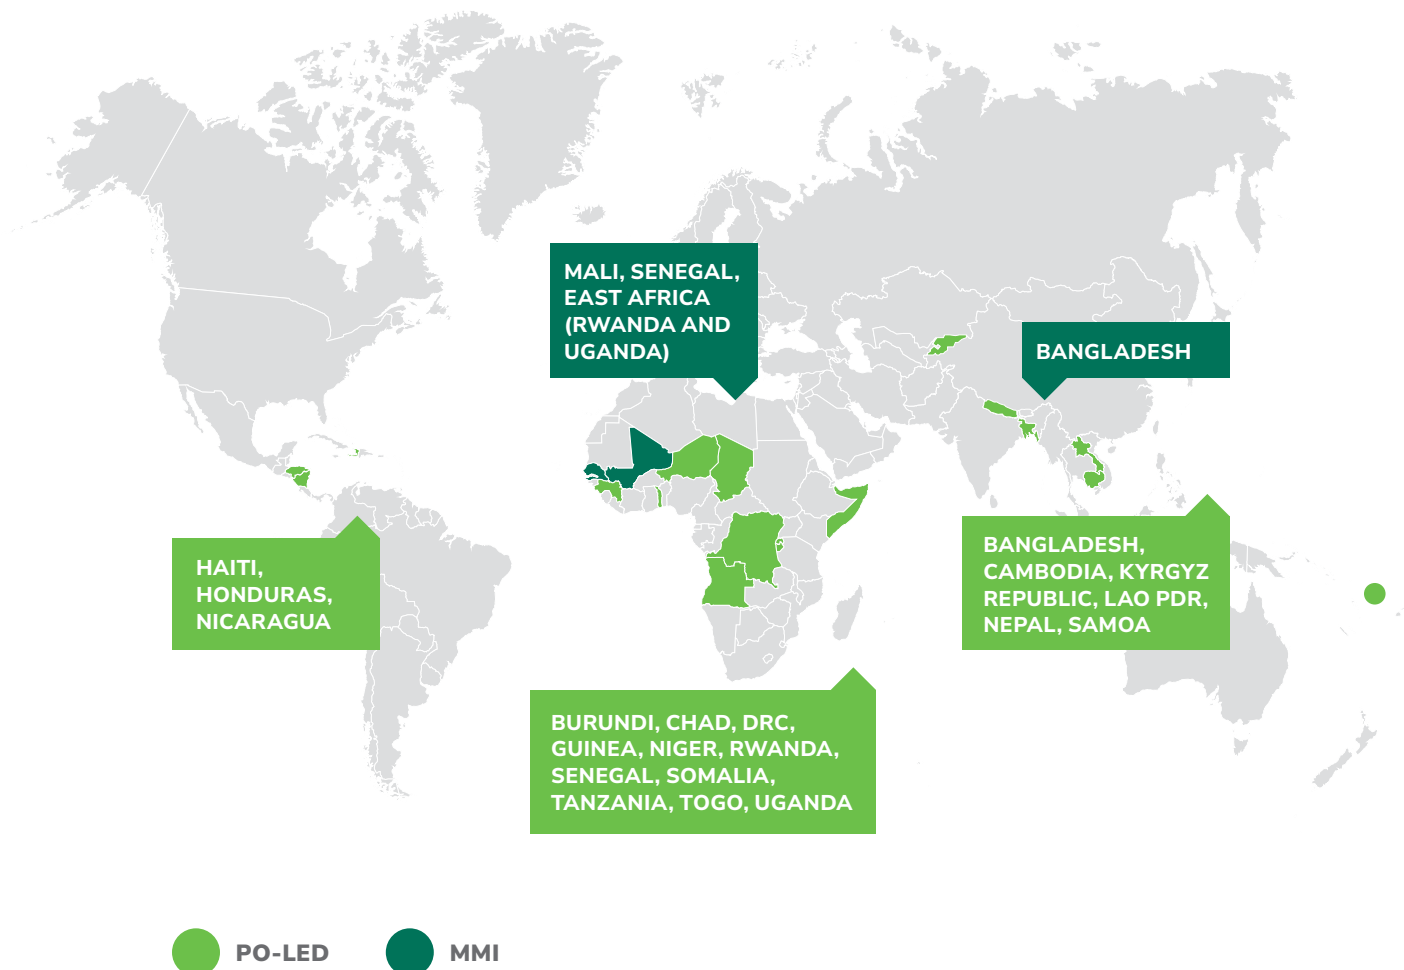 MALI, SENEGAL,
EAST AFRICA
(RWANDA AND
UGANDA)
BANGLADESH
HAITI,
HONDURAS,
NICARAGUA
BANGLADESH,
CAMBODIA, KYRGYZ
REPUBLIC, LAO PDR,
NEPAL, SAMOA
BURUNDI, CHAD, DRC,
GUINEA, NIGER, RWANDA,
SENEGAL, SOMALIA,
TANZANIA, TOGO, UGANDA
PO-LED
MMI